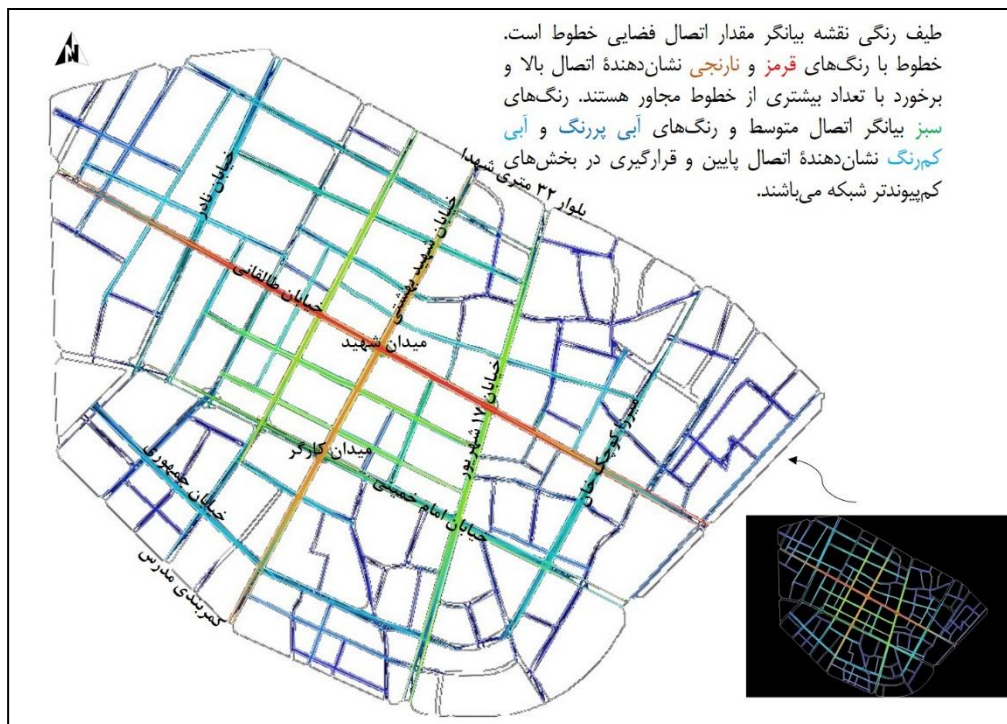 طیف رنگی نقشه بیانگر مقدار اتصال فضایی خطوط است.
خطوط با رنگ‌های قرمز و نارنجی نشان‌دهندهٔ اتصال بالا و
برخورد با تعداد بیشتری از خطوط مجاور هستند. رنگ‌های
سبز بیانگر اتصال متوسط و رنگ‌های آبی پررنگ و آبی
کم‌رنگ نشان‌دهندهٔ اتصال پایین و قرارگیری در بخش‌های
کم‌پیوندتر شبکه می‌باشند.
N
بلوار ۳۲ متری شهدا
خیابان نادر
خیابان شهید بهشتی
خیابان طالقانی
میدان شهید
خیابان ۱۷ شهریور
میرزا کوچک خان
میدان کارگر
خیابان امام خمینی
خیابان جمهوری
کمربندی مدرس